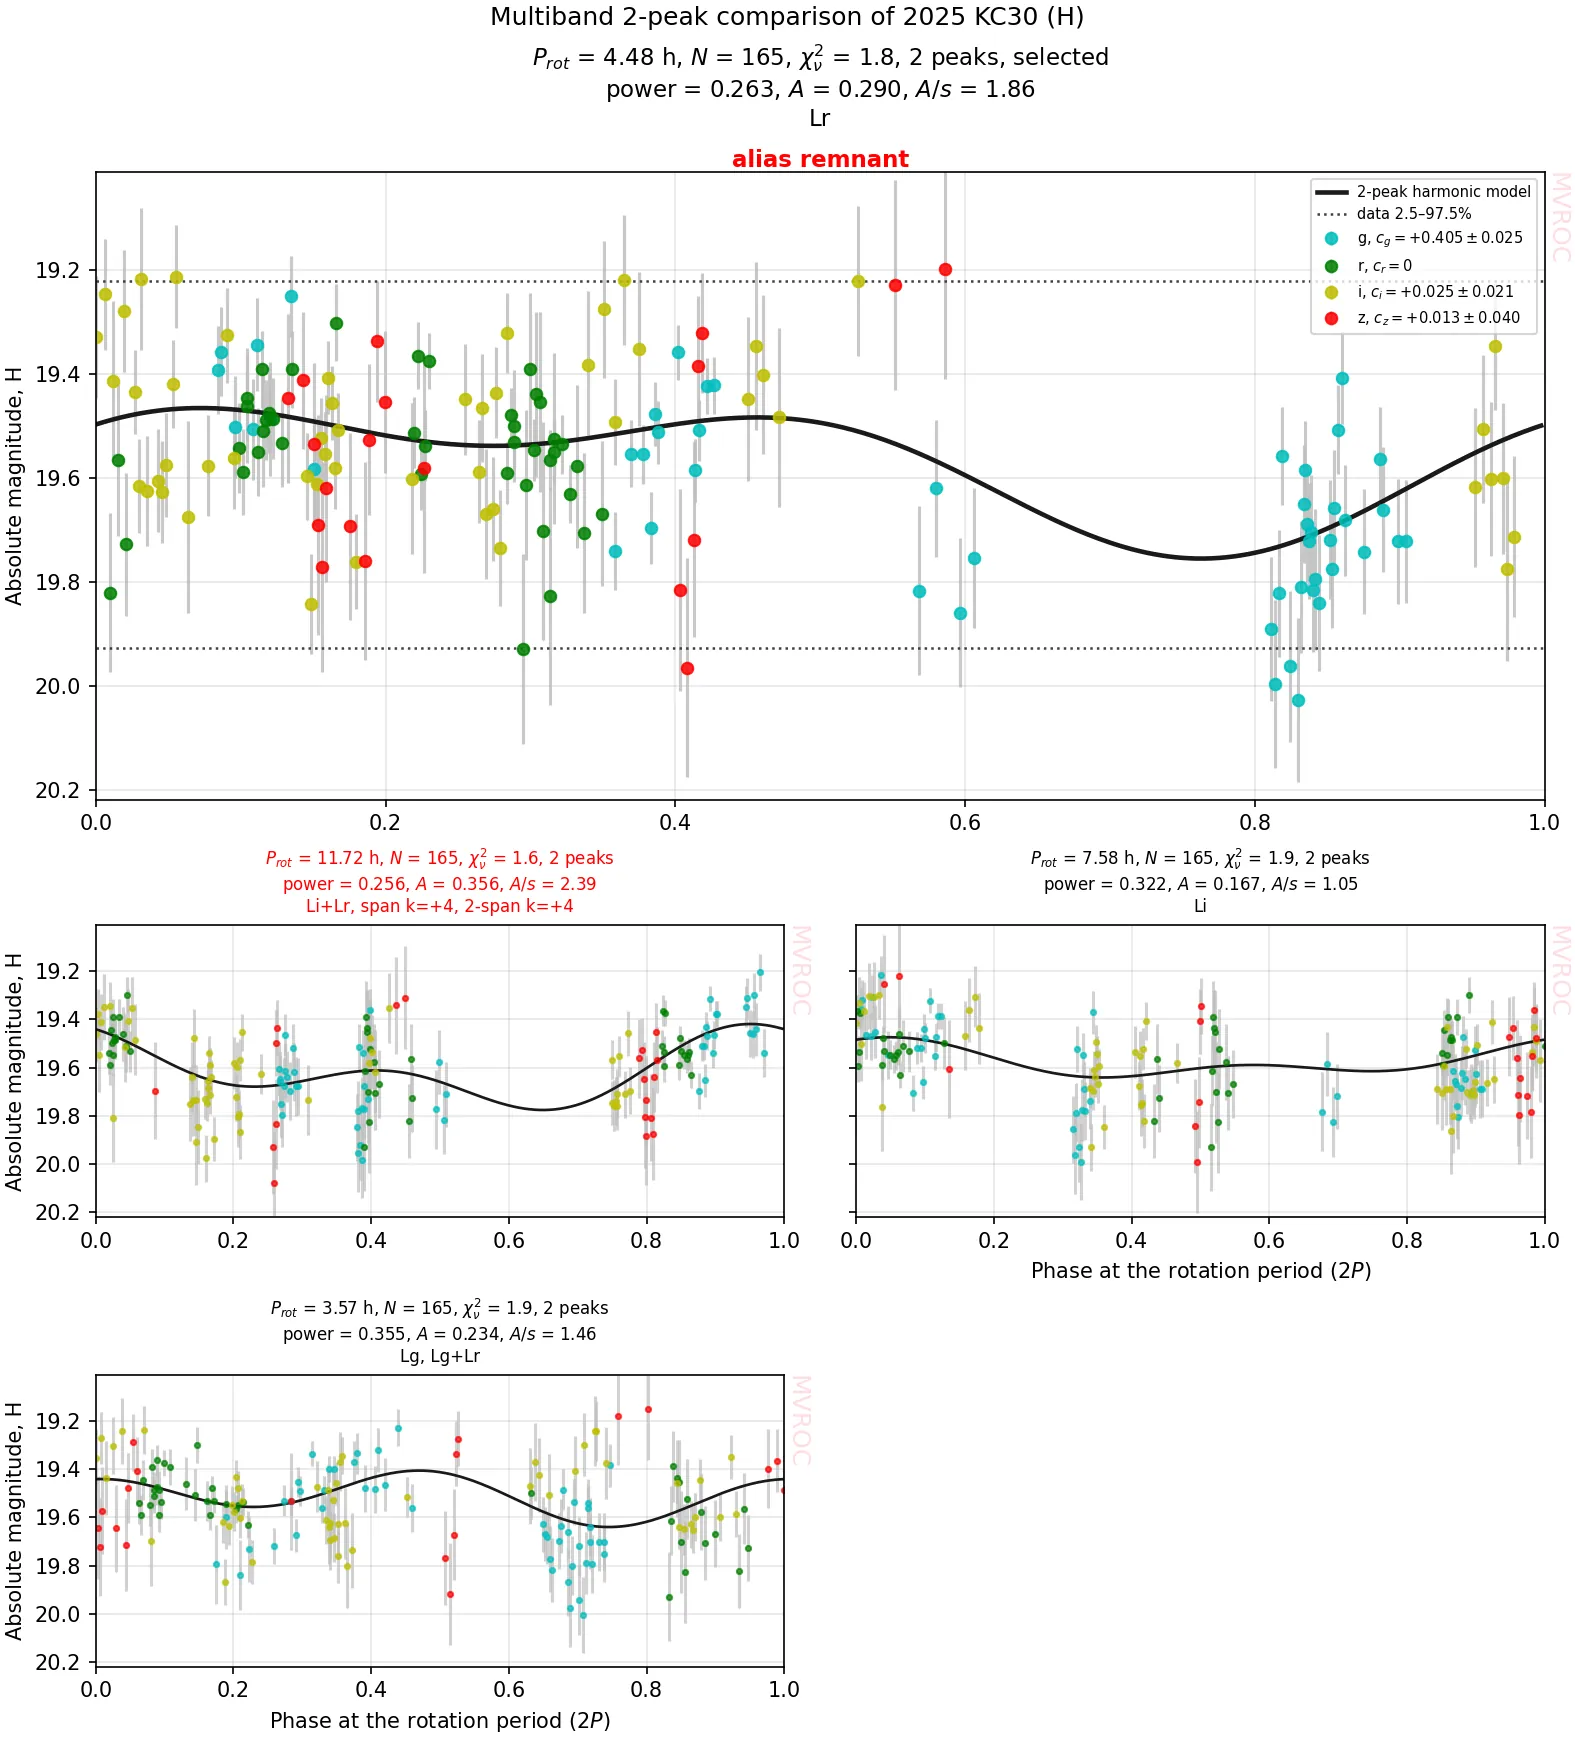 Multiband 2-peak comparison of 2025 KC30 (H)
P_rot = 4.48 h, N = 165, χ²_ν = 1.8, 2 peaks, selected
power = 0.263, A = 0.290, A/s = 1.86
Lr
alias remnant
2-peak harmonic model
data 2.5–97.5%
g, c_g = +0.405 ± 0.025
r, c_r = 0
i, c_i = +0.025 ± 0.021
z, c_z = +0.013 ± 0.040
MVROC
Absolute magnitude, H
19.2
19.4
19.6
19.8
20.0
20.2
0.0 0.2 0.4 0.6 0.8 1.0
P_rot = 11.72 h, N = 165, χ²_ν = 1.6, 2 peaks
power = 0.256, A = 0.356, A/s = 2.39
Li+Lr, span k=+4, 2-span k=+4
MVROC
Absolute magnitude, H
19.2
19.4
19.6
19.8
20.0
20.2
0.0 0.2 0.4 0.6 0.8 1.0
P_rot = 7.58 h, N = 165, χ²_ν = 1.9, 2 peaks
power = 0.322, A = 0.167, A/s = 1.05
Li
MVROC
0.0 0.2 0.4 0.6 0.8 1.0
Phase at the rotation period (2P)
P_rot = 3.57 h, N = 165, χ²_ν = 1.9, 2 peaks
power = 0.355, A = 0.234, A/s = 1.46
Lg, Lg+Lr
MVROC
Absolute magnitude, H
19.2
19.4
19.6
19.8
20.0
20.2
0.0 0.2 0.4 0.6 0.8 1.0
Phase at the rotation period (2P)